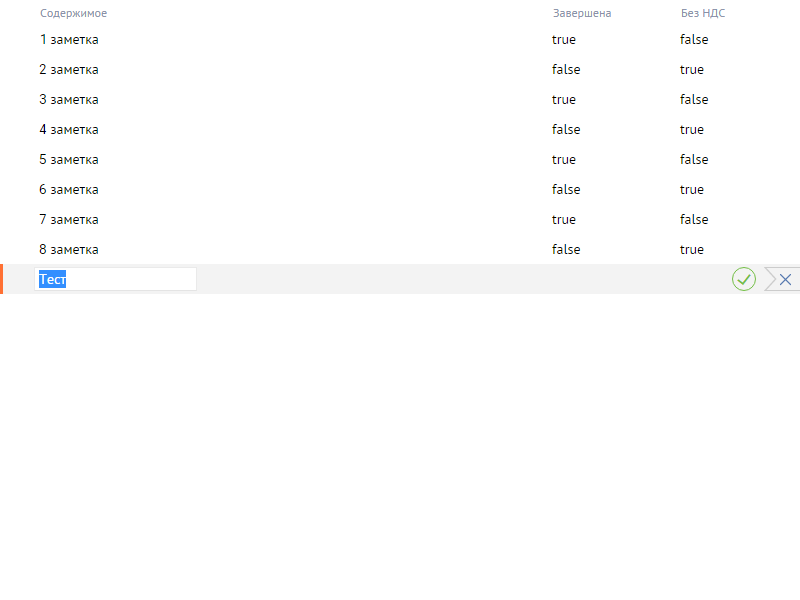 Содержимое Завершена Без НДС
1 заметка true false
2 заметка false true
3 заметка true false
4 заметка false true
5 заметка true false
6 заметка false true
7 заметка true false
8 заметка false true
Тест